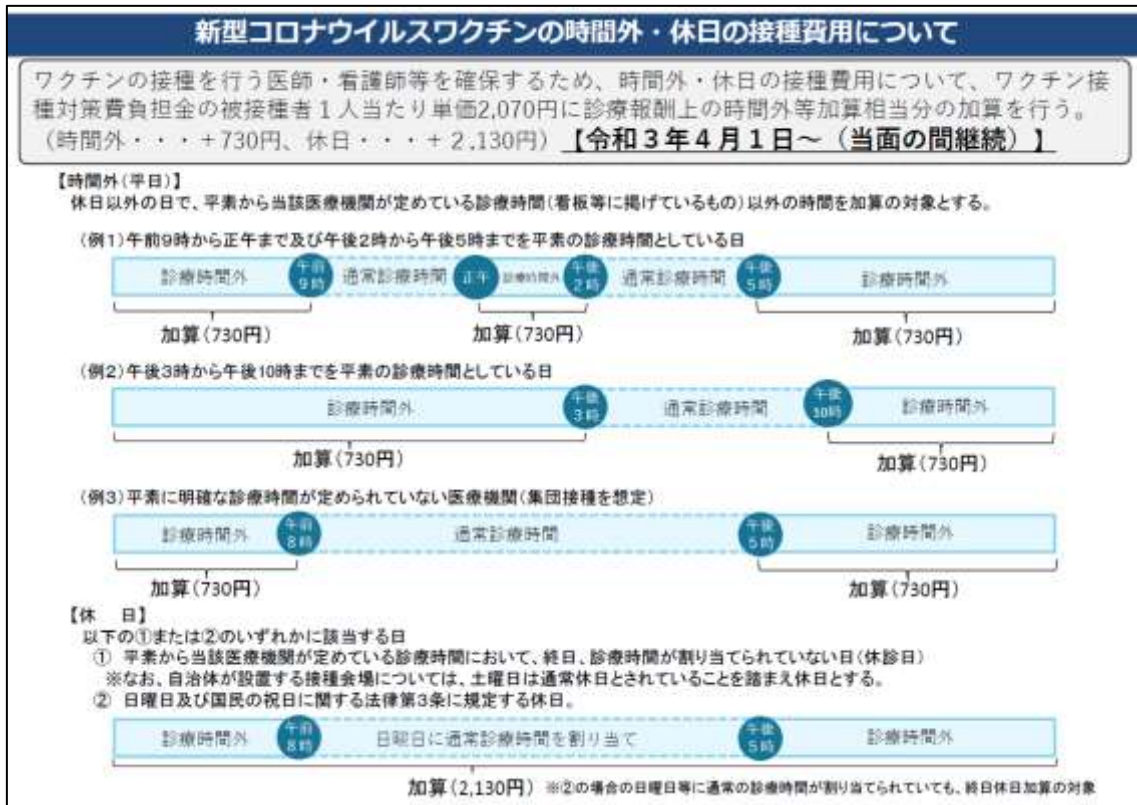 新型コロナウイルスワクチンの時間外・休日の接種費用について
ワクチンの接種を行う医師・看護師等を確保するため、時間外・休日の接種費用について、ワクチン接
種対策費負担金の被接種者1人当たり単価2,070円に診療報酬上の時間外等加算相当分の加算を行う。
(時間外・・・+730円、休日・・・+2,130円)【令和3年4月1日~(当面の間継続)】
【時間外(平日)】
休日以外の日で、平素から当該医療機関が定めている診療時間(看板等に掲げているもの)以外の時間を加算の対象とする。
(例1)午前9時から正午まで及び午後2時から午後5時までを平素の診療時間としている日
診療時間外 午前9時 通常診療時間 正午 診療時間外 午後2時 通常診療時間 午後5時 診療時間外
加算(730円) 加算(730円) 加算(730円)
(例2)午後3時から午後10時までを平素の診療時間としている日
診療時間外 午後3時 通常診療時間 午後10時 診療時間外
加算(730円) 加算(730円)
(例3)平素に明確な診療時間が定められていない医療機関(集団接種を想定)
診療時間外 午前8時 通常診療時間 午後5時 診療時間外
加算(730円) 加算(730円)
【休 日】
以下の①または②のいずれかに該当する日
① 平素から当該医療機関が定めている診療時間において、終日、診療時間が割り当てられていない日(休診日)
※なお、自治体が設置する接種会場については、土曜日は通常休日とされていることを踏まえ休日とする。
② 日曜日及び国民の祝日に関する法律第3条に規定する休日。
診療時間外 午前8時 日曜日に通常診療時間を割り当て 午後5時 診療時間外
加算(2,130円) ※②の場合の日曜日等に通常の診療時間が割り当てられていても、終日休日加算の対象